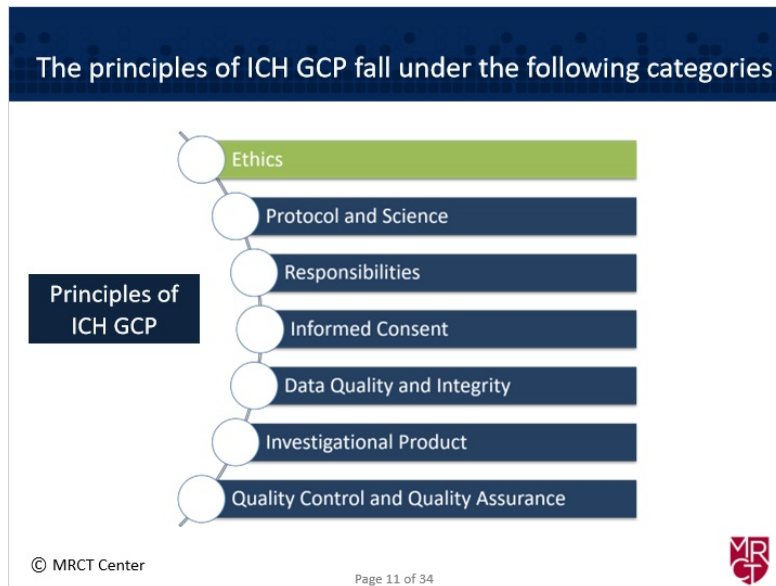 The principles of ICH GCP fall under the following categories
Ethics
Protocol and Science
Responsibilities
Principles of
ICH GCP
Informed Consent
Data Quality and Integrity
Investigational Product
Quality Control and Quality Assurance
© MRCT Center
Page 11 of 34
MR
CT